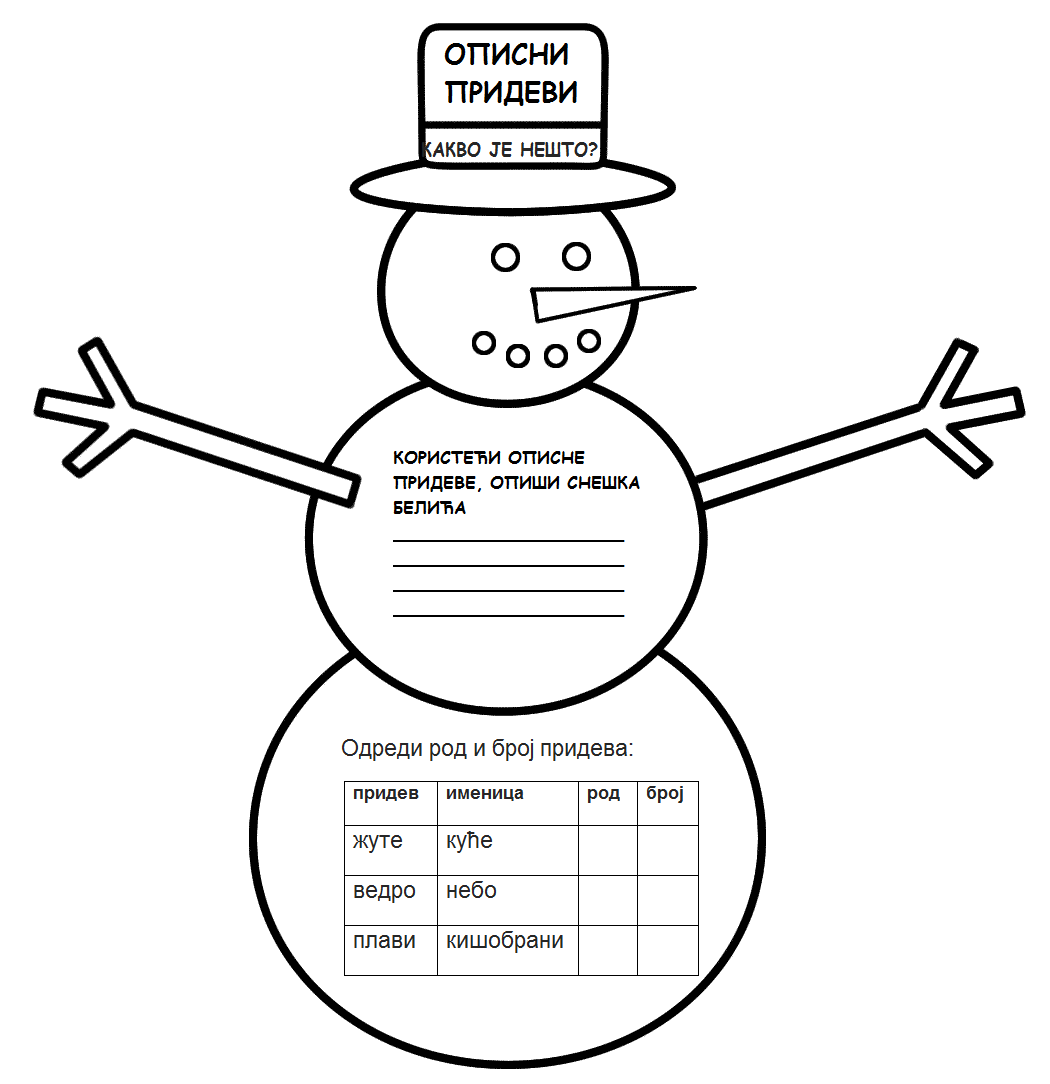 ОПИСНИ
ПРИДЕВИ
КАКВО ЈЕ НЕШТО?
КОРИСТЕЋИ ОПИСНЕ
ПРИДЕВЕ, ОПИШИ СНЕШКА
БЕЛИЋА
Одреди род и број придева:
придев именица род број
жуте куће
ведро небо
плави кишобрани